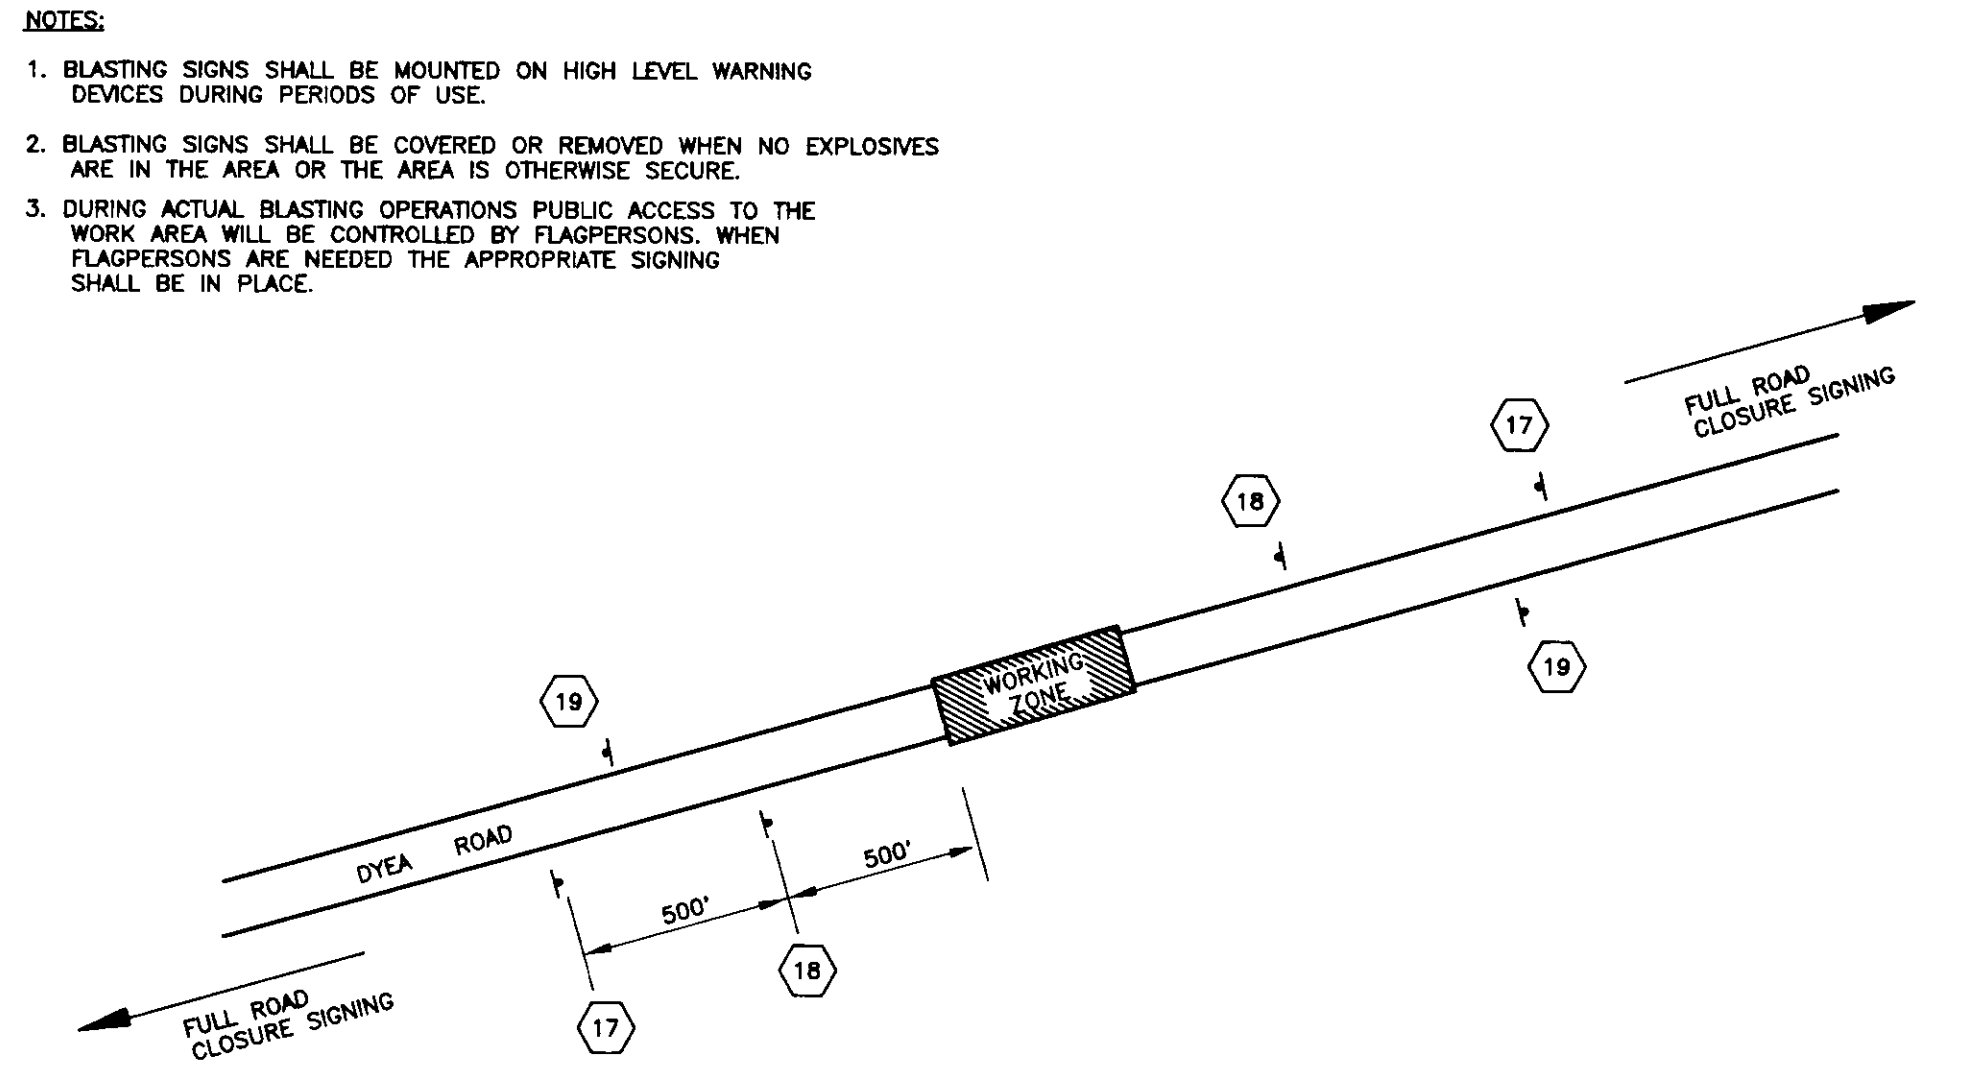 NOTES:
1. BLASTING SIGNS SHALL BE MOUNTED ON HIGH LEVEL WARNING
DEVICES DURING PERIODS OF USE.
2. BLASTING SIGNS SHALL BE COVERED OR REMOVED WHEN NO EXPLOSIVES
ARE IN THE AREA OR THE AREA IS OTHERWISE SECURE.
3. DURING ACTUAL BLASTING OPERATIONS PUBLIC ACCESS TO THE
WORK AREA WILL BE CONTROLLED BY FLAGPERSONS. WHEN
FLAGPERSONS ARE NEEDED THE APPROPRIATE SIGNING
SHALL BE IN PLACE.
FULL ROAD
CLOSURE SIGNING
17
18
19
WORKING
ZONE
19
DYEA ROAD
500'
500'
18
17
FULL ROAD
CLOSURE SIGNING